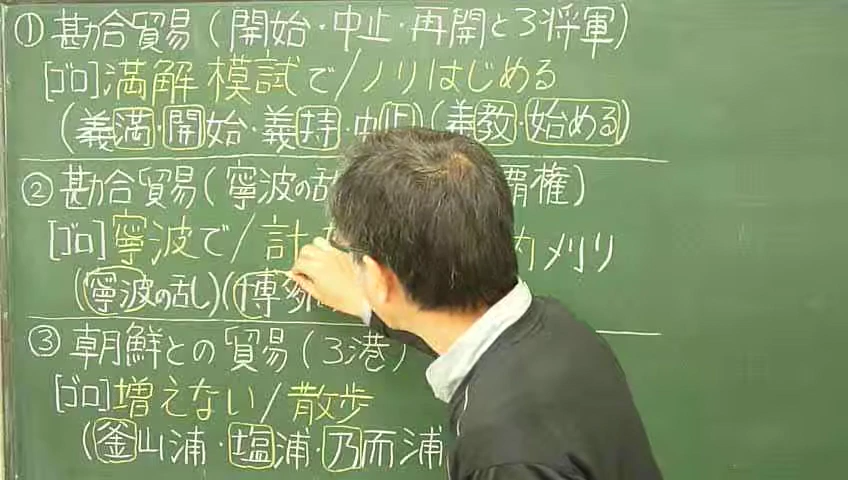 ① 勘合貿易(開始・中止・再開と3将軍)
[ゴロ]満解模試で/ノリはじめる
(義満・開始・義持・中止)(義教・始める)
② 勘合貿易(寧波の 覇権)
[ゴロ]寧波で/計 内メリリ
(寧波の乱)(博多
③ 朝鮮との貿易(3港)
[ゴロ]増えない/散歩
(釜山浦・塩浦・乃而浦